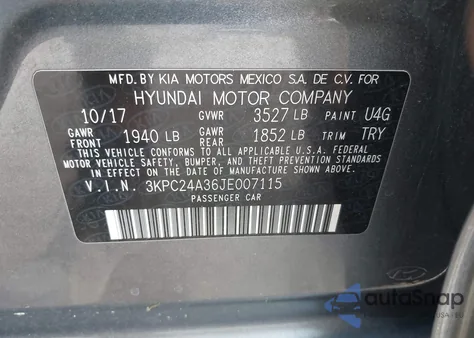 MFD. BY KIA MOTORS MEXICO S.A. DE C.V. FOR
HYUNDAI MOTOR COMPANY
10/17 GVWR 3527 LB PAINT U4G
GAWR FRONT 1940 LB GAWR REAR 1852 LB TRIM TRY
THIS VEHICLE CONFORMS TO ALL APPLICABLE U.S. FEDERAL
MOTOR VEHICLE SAFETY, BUMPER, AND THEFT PREVENTION
STANDARDS IN EFFECT ON THE DATE OF MANUFACTURE SHOWN ABOVE.
V.I.N. 3KPC24A36JE007115
PASSENGER CAR
autoSnap